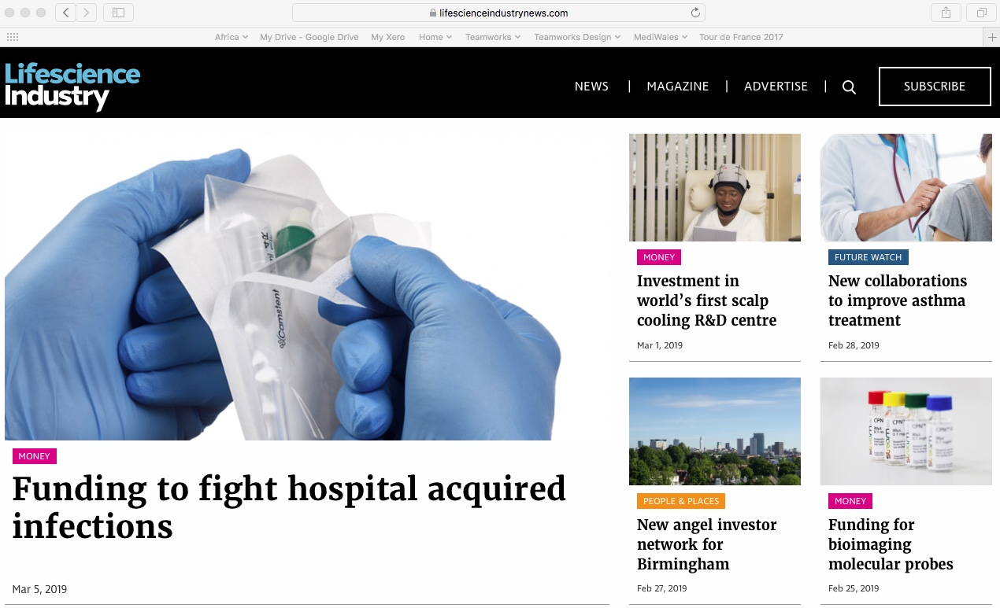 lifescienceindustrynews.com
Africa My Drive - Google Drive My Xero Home Teamworks Teamworks Design MediWales Tour de France 2017
Lifescience
Industry
NEWS | MAGAZINE | ADVERTISE | SUBSCRIBE
Camstent
MONEY
Funding to fight hospital acquired
infections
Mar 5, 2019
MONEY
Investment in
world’s first scalp
cooling R&D centre
Mar 1, 2019
FUTURE WATCH
New collaborations
to improve asthma
treatment
Feb 28, 2019
PEOPLE & PLACES
New angel investor
network for
Birmingham
Feb 27, 2019
CPN
CPN
CPN
MONEY
Funding for
bioimaging
molecular probes
Feb 25, 2019